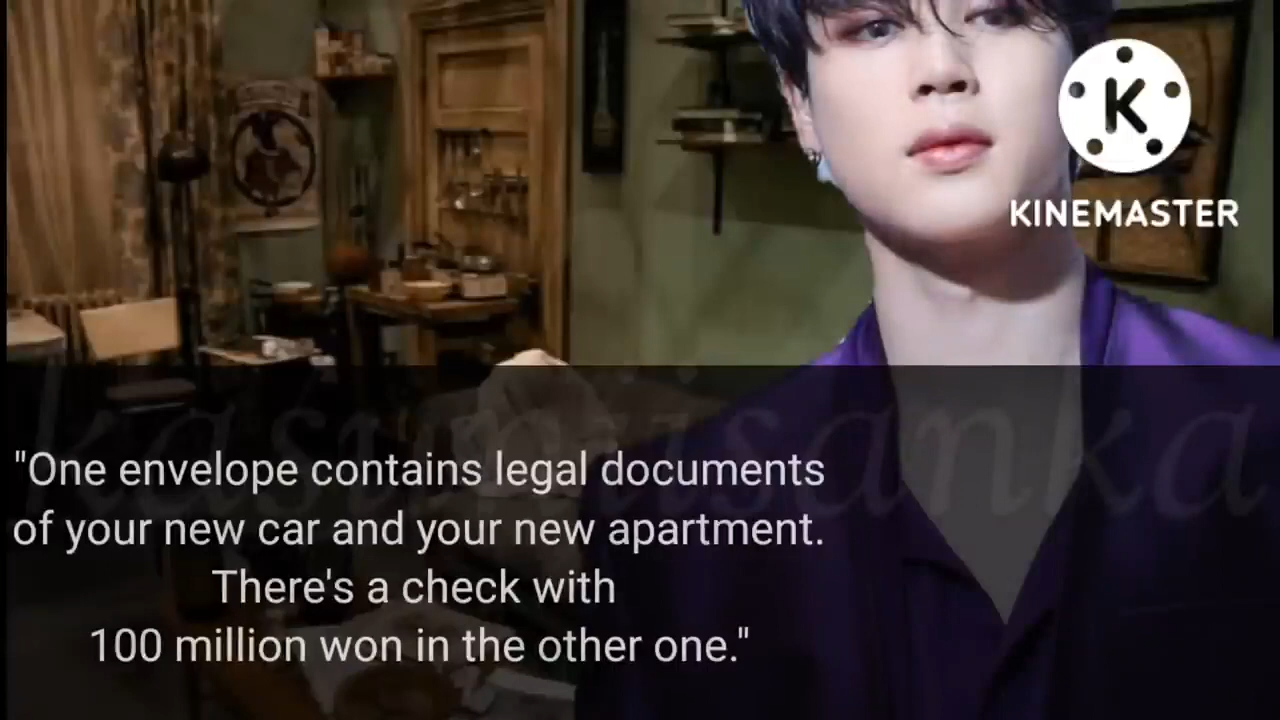 K
KINEMASTER
kasumiisanka
"One envelope contains legal documents
of your new car and your new apartment.
There's a check with
100 million won in the other one."